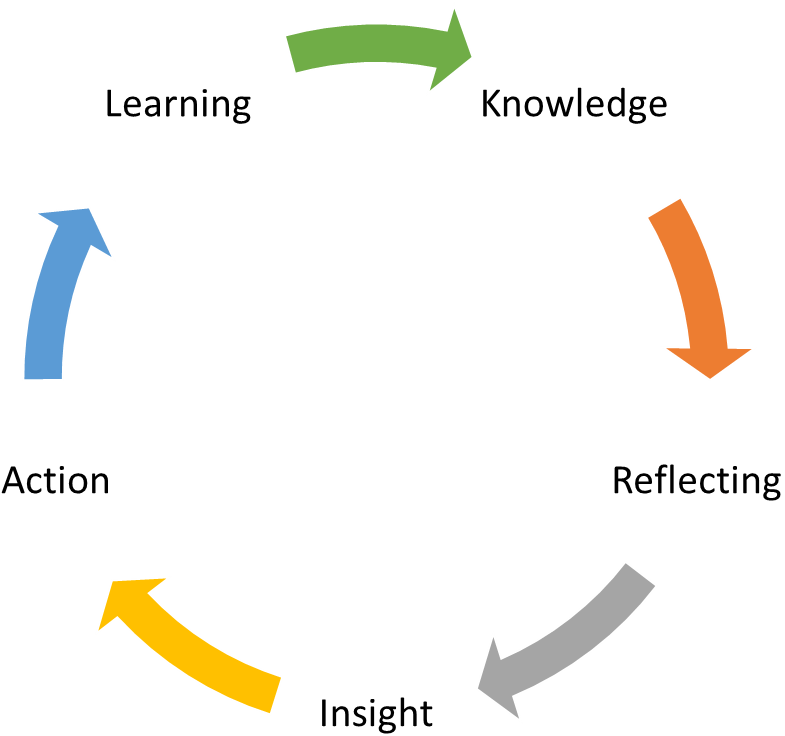 Learning
Knowledge
Reflecting
Insight
Action